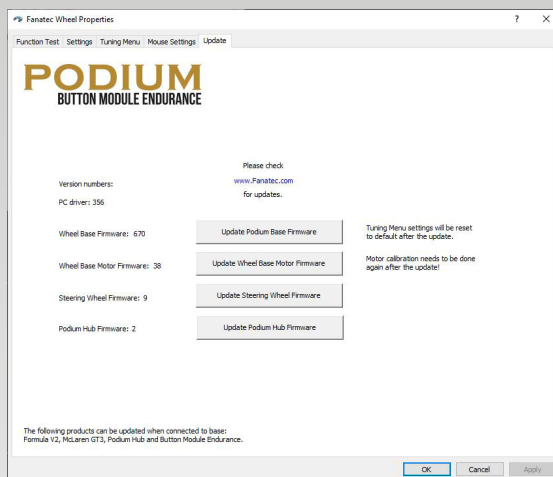 Fanatec Wheel Properties ? X
Function Test Settings Tuning Menu Mouse Settings Update
PODIUM
BUTTON MODULE ENDURANCE
Please check
www.Fanatec.com
for updates.
Version numbers:
PC driver: 356
Wheel Base Firmware: 670
Update Podium Base Firmware
Tuning Menu settings will be reset
to default after the update.
Wheel Base Motor Firmware: 38
Update Wheel Base Motor Firmware
Motor calibration needs to be done
again after the update!
Steering Wheel Firmware: 9
Update Steering Wheel Firmware
Podium Hub Firmware: 2
Update Podium Hub Firmware
The following products can be updated when connected to base:
Formula V2, McLaren GT3, Podium Hub and Button Module Endurance.
OK Cancel Apply